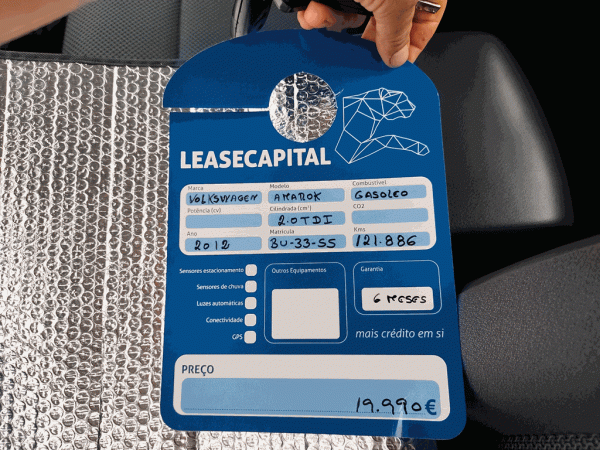 LEASECAPITAL
Marca Modelo Combustível
VOLKSWAGEN AMAROK GASOLEO
Potência (cv) Cilindrada (cm³) CO2
2.0TDI
Ano Matrícula Kms
2012 BU-33-SS 121.886
Sensores estacionamento Outros Equipamentos Garantia
Sensores de chuva
6 MESES
Luzes automáticas
Conectividade
mais crédito em si
GPS
PREÇO
19.990€